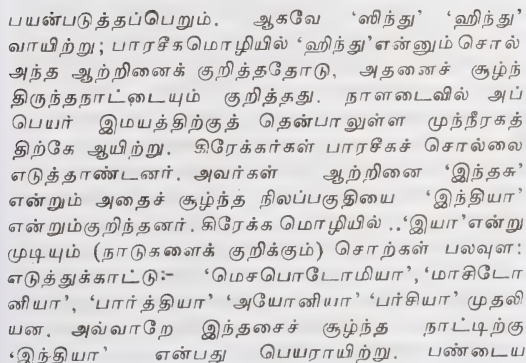 பயன்படுத்தப்பெறும். ஆகவே ‘ஸிந்து’ ‘ஹிந்து’
வாயிற்று; பாரசீகமொழியில் ‘ஹிந்து’என்னும் சொல்
அந்த ஆற்றினைக் குறித்ததோடு, அதனைச் சூழ்ந்
திருந்தநாட்டையும் குறித்தது. நாளடைவில் அப்
பெயர் இமயத்திற்குத் தென்பாலுள்ள முந்நீரகத்
திற்கே ஆயிற்று. கிரேக்கர்கள் பாரசீகச் சொல்லை
எடுத்தாண்டனர். அவர்கள் ஆற்றினை ‘இந்தசு’
என்றும் அதைச் சூழ்ந்த நிலப்பகுதியை ‘இந்தியா’
என்றும்குறித்தனர். கிரேக்க மொழியில் ..‘இயா’ என்று
முடியும் (நாடுகளைக் குறிக்கும்) சொற்கள் பலவுள:
எடுத்துக்காட்டு:- ‘மெசபொடோமியா’, ‘மாசிடோ
னியா’, ‘பார்த்தியா’ ‘அயோனியா’ ‘பர்சியா’ முதலி
யன. அவ்வாறே இந்தசைச் சூழ்ந்த நாட்டிற்கு
‘இந்தியா’ என்பது பெயராயிற்று. பண்டைய